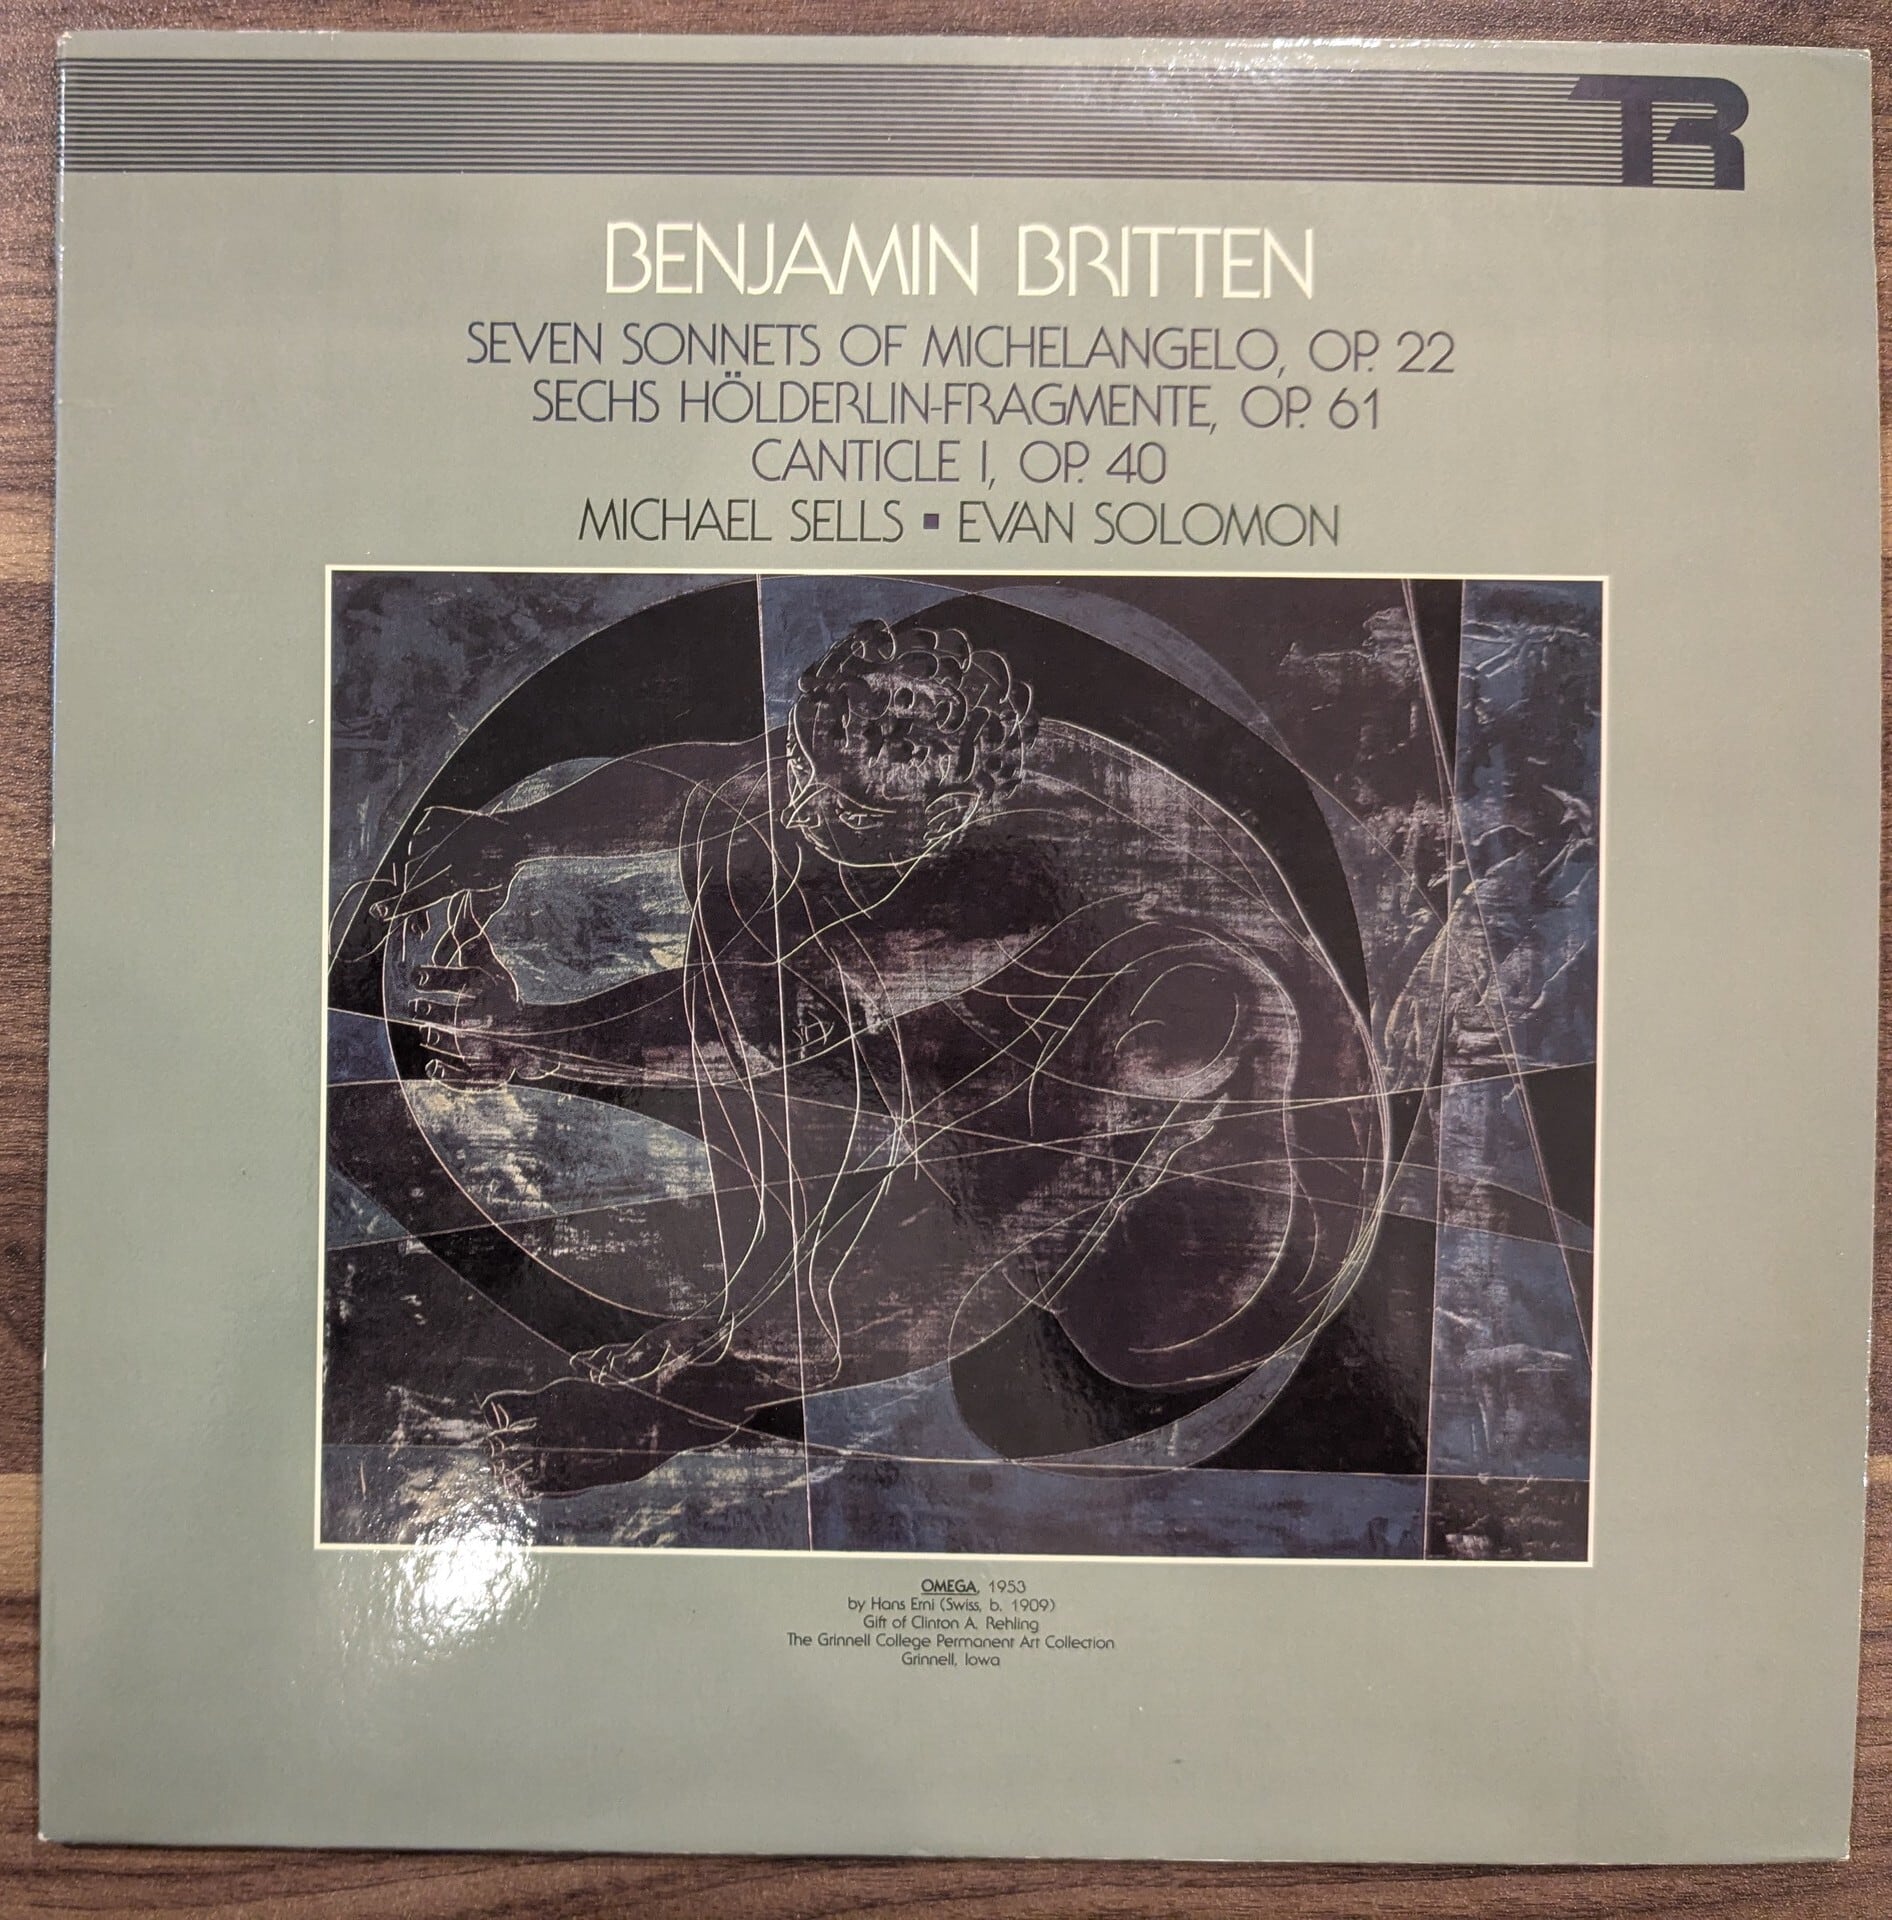 TR
BENJAMIN BRITTEN
SEVEN SONNETS OF MICHELANGELO, OP. 22
SECHS HÖLDERLIN-FRAGMENTE, OP. 61
CANTICLE I, OP. 40
MICHAEL SELLS ▪ EVAN SOLOMON
OMEGA, 1953
by Hans Erni (Swiss, b. 1909)
Gift of Clinton A. Rehling
The Grinnell College Permanent Art Collection
Grinnell, Iowa